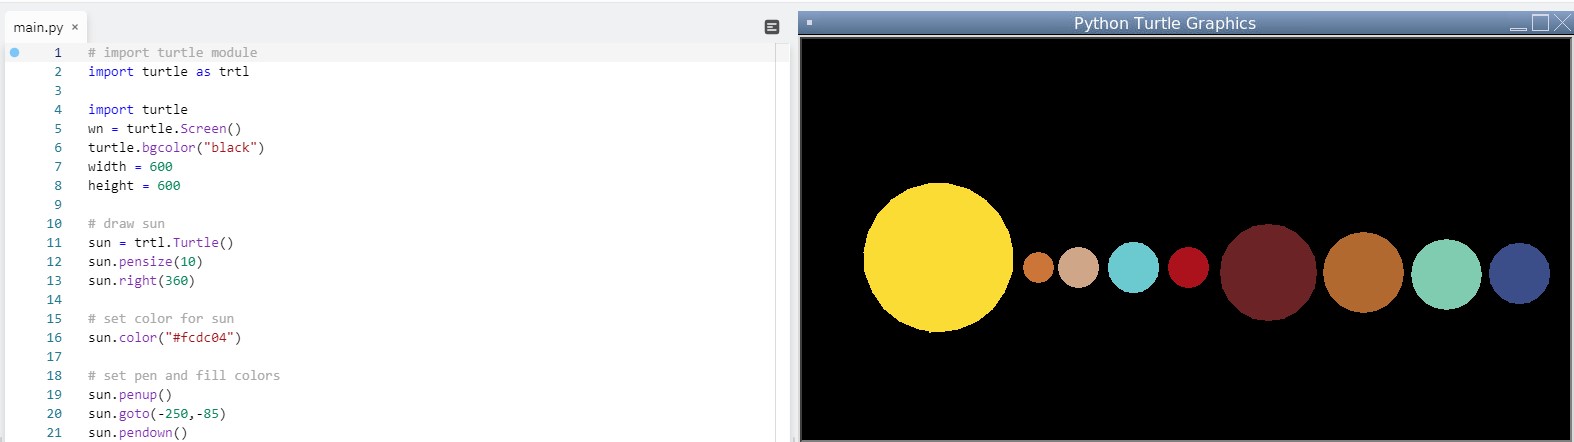 main.py ×
1 # import turtle module
2 import turtle as trtl
3
4 import turtle
5 wn = turtle.Screen()
6 turtle.bgcolor("black")
7 width = 600
8 height = 600
9
10 # draw sun
11 sun = trtl.Turtle()
12 sun.pensize(10)
13 sun.right(360)
14
15 # set color for sun
16 sun.color("#fcdc04")
17
18 # set pen and fill colors
19 sun.penup()
20 sun.goto(-250,-85)
21 sun.pendown()
Python Turtle Graphics